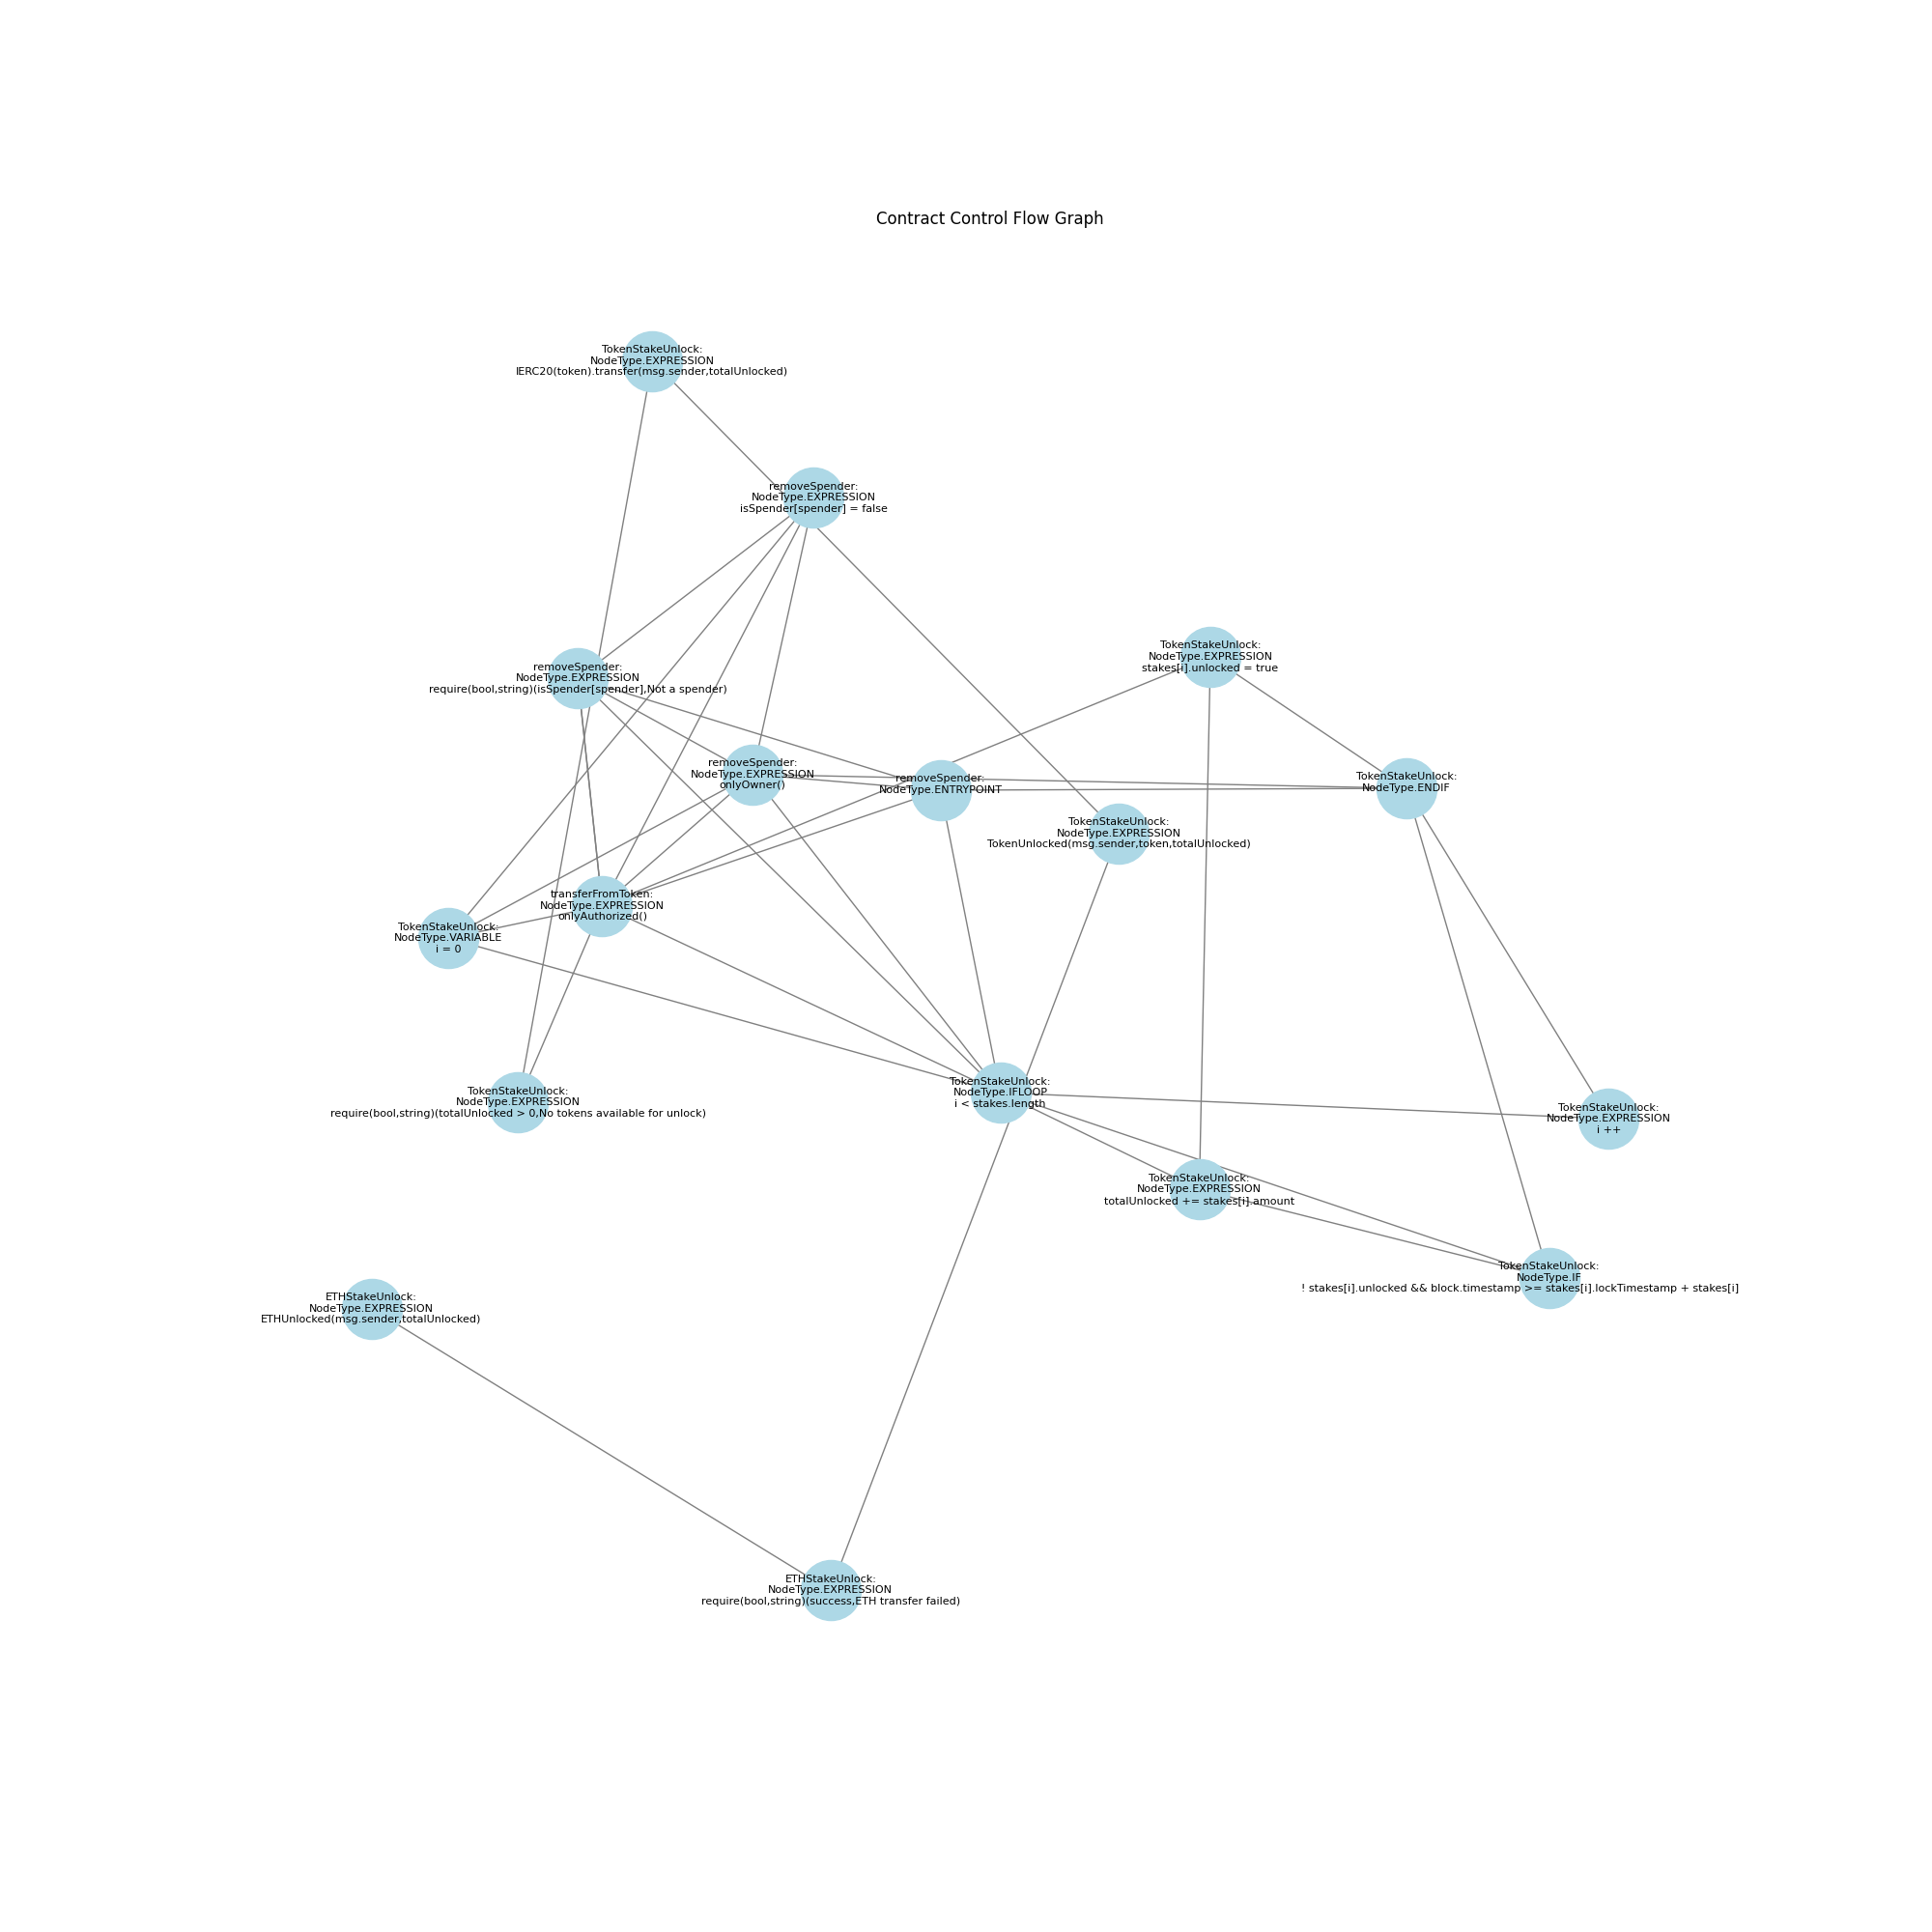 Contract Control Flow Graph
TokenStakeUnlock:
NodeType.EXPRESSION
IERC20(token).transfer(msg.sender,totalUnlocked)
removeSpender:
NodeType.EXPRESSION
isSpender[spender] = false
TokenStakeUnlock:
NodeType.EXPRESSION
stakes[i].unlocked = true
removeSpender:
NodeType.EXPRESSION
require(bool,string)(isSpender[spender],Not a spender)
removeSpender:
NodeType.EXPRESSION
onlyOwner()
removeSpender:
NodeType.ENTRYPOINT
TokenStakeUnlock:
NodeType.ENDIF
TokenStakeUnlock:
NodeType.EXPRESSION
TokenUnlocked(msg.sender,token,totalUnlocked)
transferFromToken:
NodeType.EXPRESSION
onlyAuthorized()
TokenStakeUnlock:
NodeType.VARIABLE
i = 0
TokenStakeUnlock:
NodeType.IFLOOP
i < stakes.length
TokenStakeUnlock:
NodeType.EXPRESSION
require(bool,string)(totalUnlocked > 0,No tokens available for unlock)
TokenStakeUnlock:
NodeType.EXPRESSION
i ++
TokenStakeUnlock:
NodeType.EXPRESSION
totalUnlocked += stakes[i].amount
TokenStakeUnlock:
NodeType.IF
! stakes[i].unlocked && block.timestamp >= stakes[i].lockTimestamp + stakes[i]
ETHStakeUnlock:
NodeType.EXPRESSION
ETHUnlocked(msg.sender,totalUnlocked)
ETHStakeUnlock:
NodeType.EXPRESSION
require(bool,string)(success,ETH transfer failed)